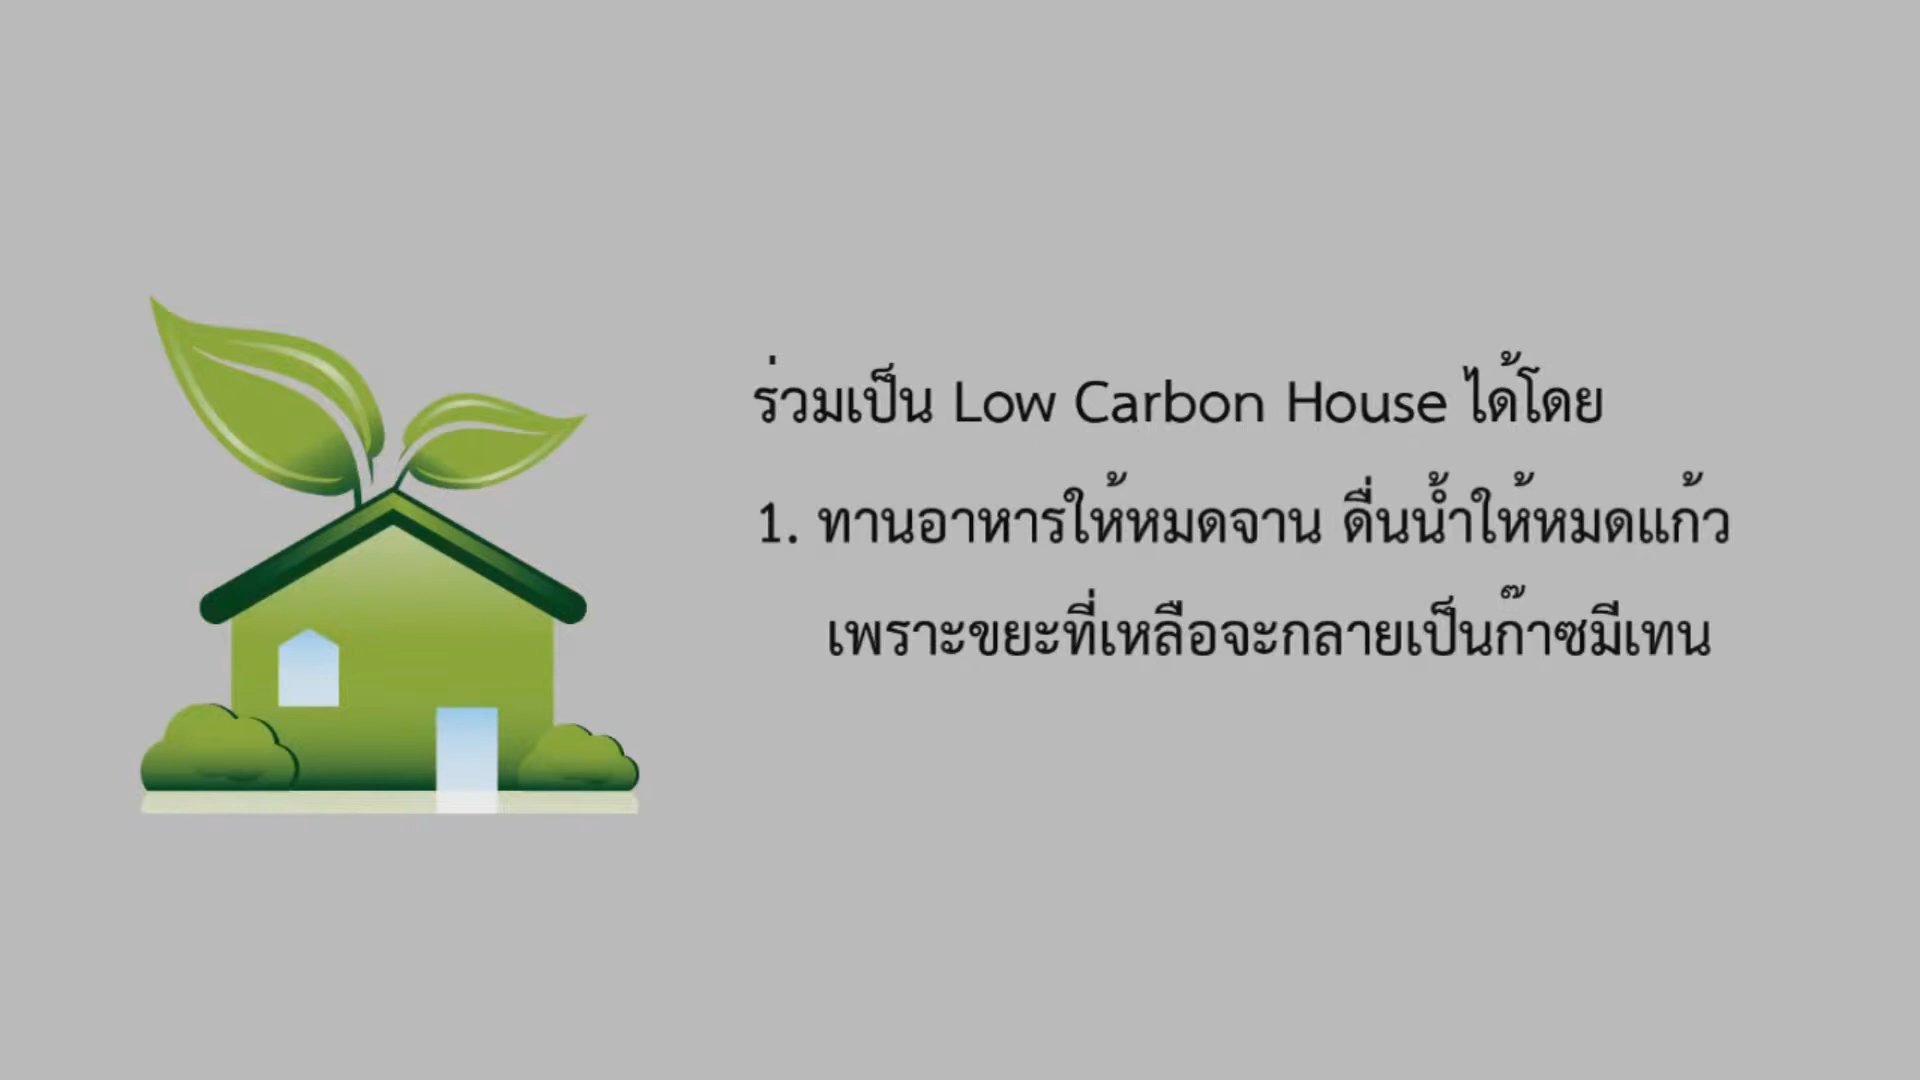 ร่วมเป็น Low Carbon House ได้โดย
1. ทานอาหารให้หมดจาน ดื่นน้ำให้หมดแก้ว
เพราะขยะที่เหลือจะกลายเป็นก๊าซมีเทน